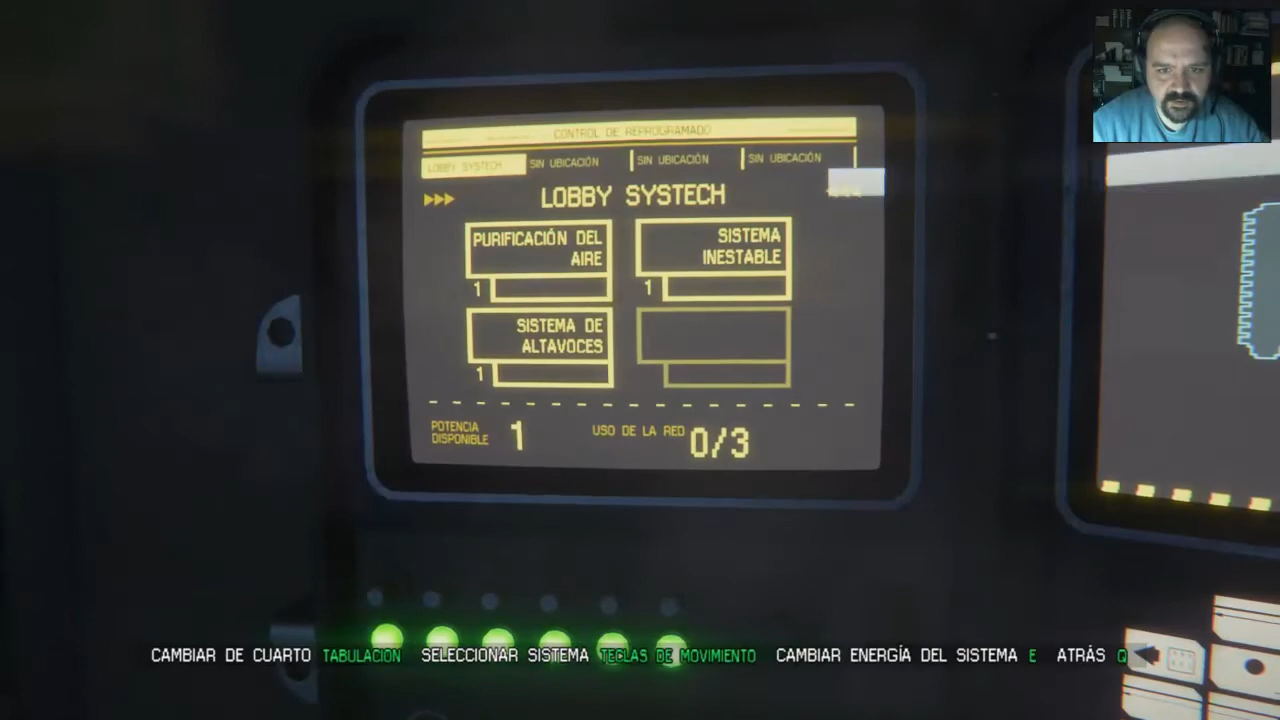 CONTROL DE REPROGRAMADO
LOBBY SYSTECH
SIN UBICACIÓN
SIN UBICACIÓN
SIN UBICACIÓN
LOBBY SYSTECH
PURIFICACIÓN DEL
AIRE
1
SISTEMA
INESTABLE
1
SISTEMA DE
ALTAVOCES
1
POTENCIA
DISPONIBLE
1
USO DE LA RED
0/3
CAMBIAR DE CUARTO TABULACION SELECCIONAR SISTEMA TECLAS DE MOVIMIENTO CAMBIAR ENERGÍA DEL SISTEMA E ATRÁS Q